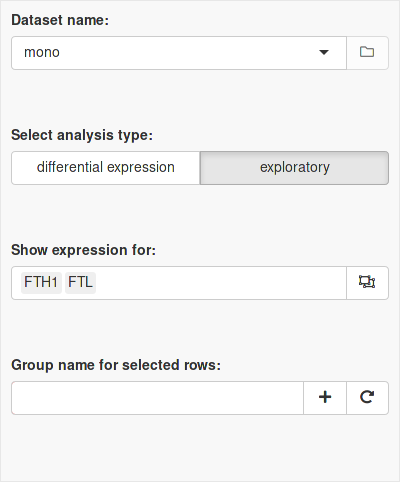 Dataset name:
mono
Select analysis type:
differential expression exploratory
Show expression for:
FTH1 FTL
Group name for selected rows: